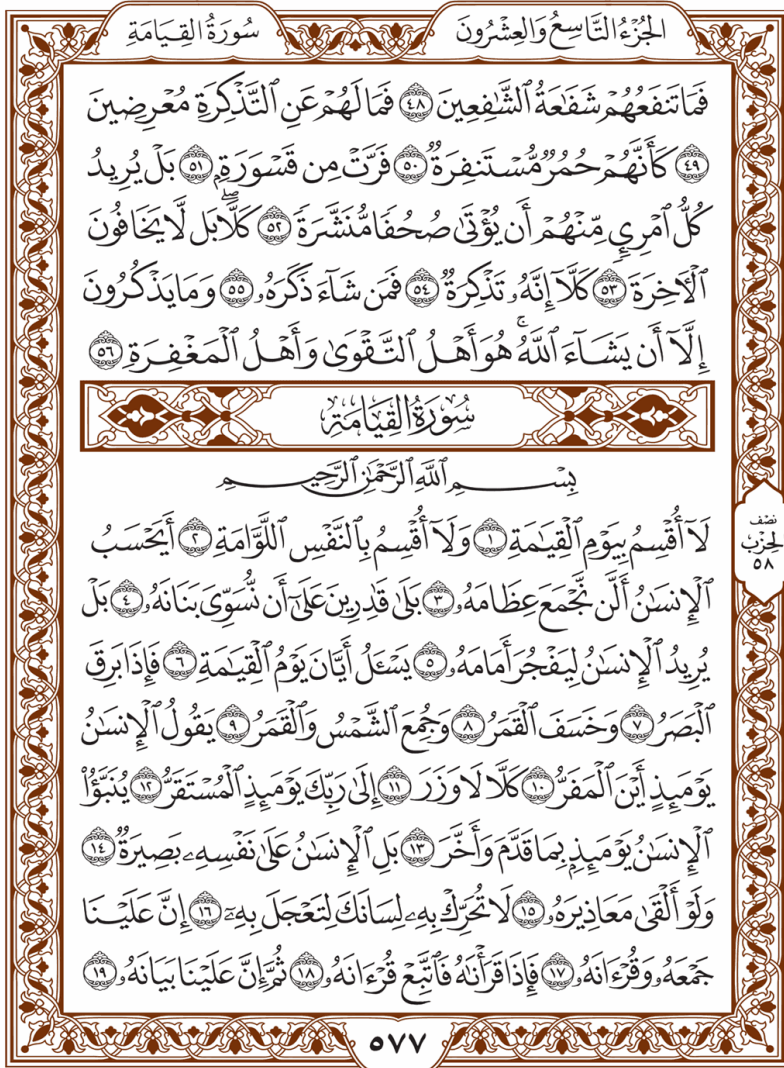 سُورَةُ القِيَامَةِ
الجُزْءُ التَّاسِعُ وَالعِشْرُونَ
فَمَا تَنفَعُهُمْ شَفَٰعَةُ ٱلشَّٰفِعِينَ ٤٨ فَمَا لَهُمْ عَنِ ٱلتَّذْكِرَةِ مُعْرِضِينَ
٤٩ كَأَنَّهُمْ حُمُرٌ مُّسْتَنفِرَةٌ ٥٠ فَرَّتْ مِن قَسْوَرَةٍۭ ٥١ بَلْ يُرِيدُ
كُلُّ ٱمْرِئٍ مِّنْهُمْ أَن يُؤْتَىٰ صُحُفًا مُّنَشَّرَةً ٥٢ كَلَّاۖ بَل لَّا يَخَافُونَ
ٱلْأٓخِرَةَ ٥٣ كَلَّآ إِنَّهُۥ تَذْكِرَةٌ ٥٤ فَمَن شَآءَ ذَكَرَهُۥ ٥٥ وَمَا يَذْكُرُونَ
إِلَّآ أَن يَشَآءَ ٱللَّهُۚ هُوَ أَهْلُ ٱلتَّقْوَىٰ وَأَهْلُ ٱلْمَغْفِرَةِ ٥٦
سُورَةُ القِيَامَةِ
بِسْمِ ٱللَّهِ ٱلرَّحْمَٰنِ ٱلرَّحِيمِ
لَآ أُقْسِمُ بِيَوْمِ ٱلْقِيَٰمَةِ ١ وَلَآ أُقْسِمُ بِٱلنَّفْسِ ٱللَّوَّامَةِ ٢ أَيَحْسَبُ
ٱلْإِنسَٰنُ أَلَّن نَّجْمَعَ عِظَامَهُۥ ٣ بَلَىٰ قَٰدِرِينَ عَلَىٰٓ أَن نُّسَوِّىَ بَنَانَهُۥ ٤ بَلْ
يُرِيدُ ٱلْإِنسَٰنُ لِيَفْجُرَ أَمَامَهُۥ ٥ يَسْـَٔلُ أَيَّانَ يَوْمُ ٱلْقِيَٰمَةِ ٦ فَإِذَا بَرِقَ
ٱلْبَصَرُ ٧ وَخَسَفَ ٱلْقَمَرُ ٨ وَجُمِعَ ٱلشَّمْسُ وَٱلْقَمَرُ ٩ يَقُولُ ٱلْإِنسَٰنُ
يَوْمَئِذٍ أَيْنَ ٱلْمَفَرُّ ١٠ كَلَّا لَا وَزَرَ ١١ إِلَىٰ رَبِّكَ يَوْمَئِذٍ ٱلْمُسْتَقَرُّ ١٢ يُنَبَّؤُا۟
ٱلْإِنسَٰنُ يَوْمَئِذٍۭ بِمَا قَدَّمَ وَأَخَّرَ ١٣ بَلِ ٱلْإِنسَٰنُ عَلَىٰ نَفْسِهِۦ بَصِيرَةٌ ١٤
وَلَوْ أَلْقَىٰ مَعَاذِيرَهُۥ ١٥ لَا تُحَرِّكْ بِهِۦ لِسَانَكَ لِتَعْجَلَ بِهِۦٓ ١٦ إِنَّ عَلَيْنَا
جَمْعَهُۥ وَقُرْءَانَهُۥ ١٧ فَإِذَا قَرَأْنَٰهُ فَٱتَّبِعْ قُرْءَانَهُۥ ١٨ ثُمَّ إِنَّ عَلَيْنَا بَيَانَهُۥ ١٩
نصف
الحزب
٥٨
٥٧٧